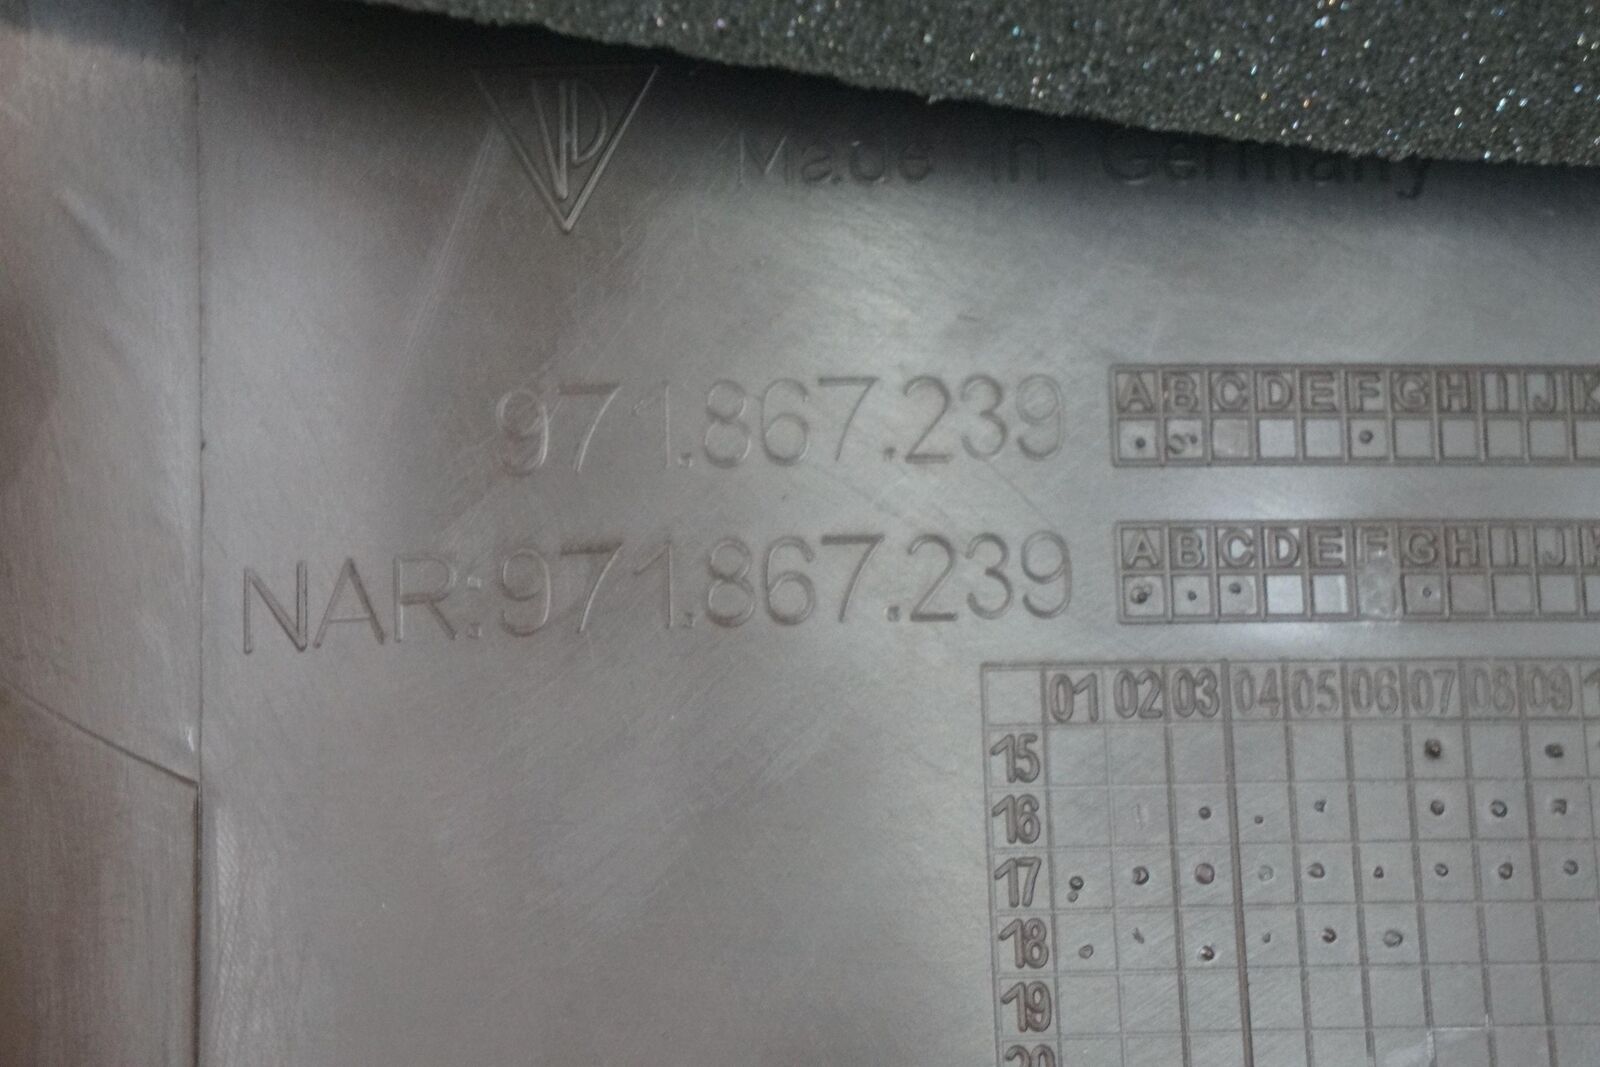 Made in Germany
971.867.239
A B C D E F G H I J K
NAR:971.867.239
A B C D E F G H I J
01 02 03 04 05 06 07 08 09
15
16
17
18
19
20